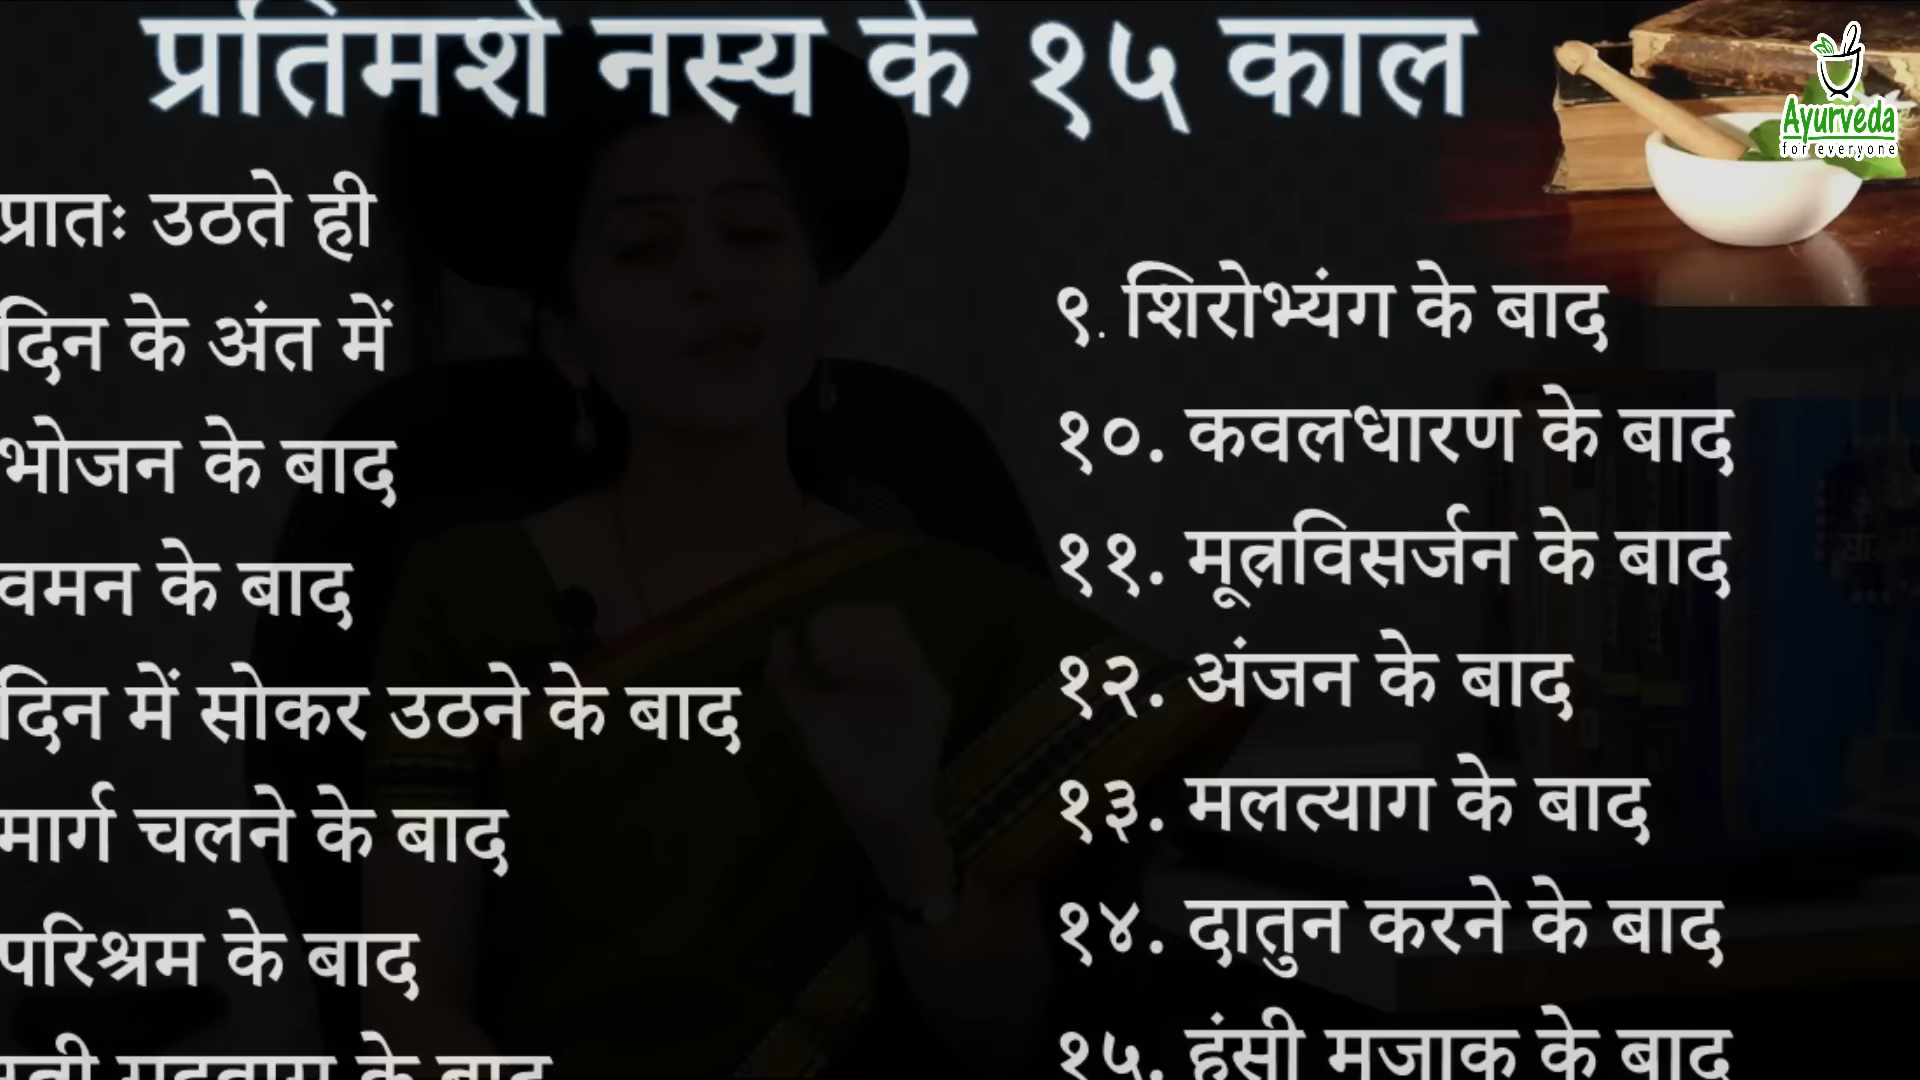 प्रतिमर्श नस्य के १५ काल
Ayurveda
for everyone
प्रातः उठते ही
दिन के अंत में
भोजन के बाद
वमन के बाद
दिन में सोकर उठने के बाद
मार्ग चलने के बाद
परिश्रम के बाद
के बाद
९. शिरोभ्यंग के बाद
१०. कवलधारण के बाद
११. मूत्रविसर्जन के बाद
१२. अंजन के बाद
१३. मलत्याग के बाद
१४. दातुन करने के बाद
१५. हंसी मजाक के बाद